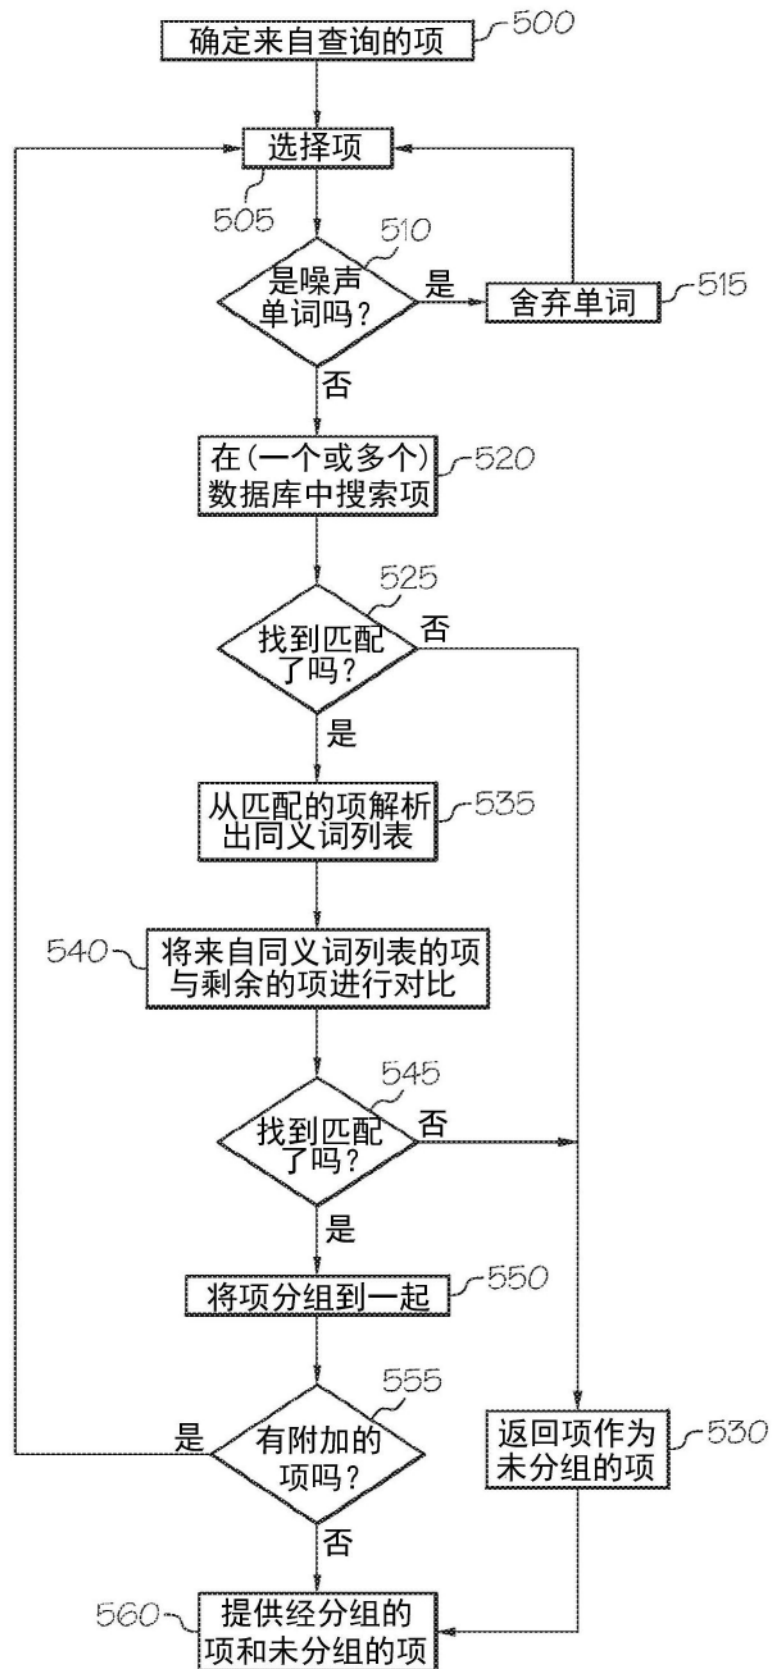 确定来自查询的项
500
选择项
505
510
是噪声
单词吗?
是
舍弃单词
515
否
在(一个或多个)
数据库中搜索项
520
525
找到匹配
了吗?
否
是
从匹配的项解析
出同义词列表
535
540
将来自同义词列表的项
与剩余的项进行对比
545
找到匹配
了吗?
否
是
将项分组到一起
550
555
是
有附加的
项吗?
返回项作为
未分组的项
530
否
560
提供经分组的
项和未分组的项